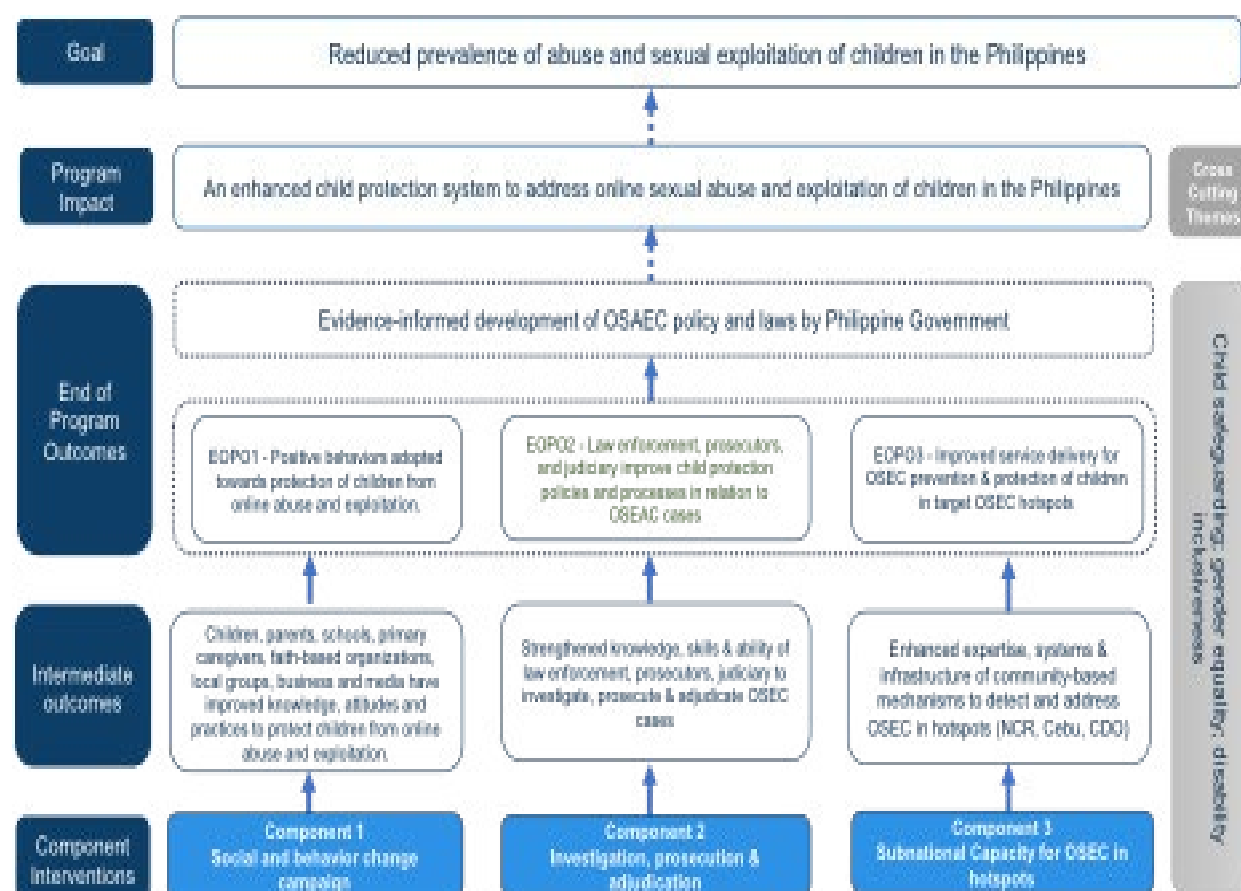 Goal
Reduced prevalence of abuse and sexual exploitation of children in the Philippines
Program
Impact
An enhanced child protection system to address online sexual abuse and exploitation of children in the Philippines
Cross
Cutting
Themes
End of
Program
Outcomes
Evidence-informed development of OSAEC policy and laws by Philippine Government
EOPO1 - Positive behaviors adopted
towards protection of children from
online abuse and exploitation.
EOPO2 - Law enforcement, prosecutors,
and judiciary improve child protection
policies and processes in relation to
OSEAC cases
EOPO3 - Improved service delivery for
OSEC prevention & protection of children
in target OSEC hotspots
Child safeguarding; gender equality; disability
inclusiveness
Intermediate
outcomes
Children, parents, schools, primary
caregivers, faith-based organizations,
local groups, business and media have
improved knowledge, attitudes and
practices to protect children from online
abuse and exploitation.
Strengthened knowledge, skills & ability of
law enforcement, prosecutors, judiciary to
investigate, prosecute & adjudicate OSEC
cases
Enhanced expertise, systems &
infrastructure of community-based
mechanisms to detect and address
OSEC in hotspots (NCR, Cebu, CDO)
Component
Interventions
Component 1
Social and behavior change
campaign
Component 2
Investigation, prosecution &
adjudication
Component 3
Subnational Capacity for OSEC in
hotspots